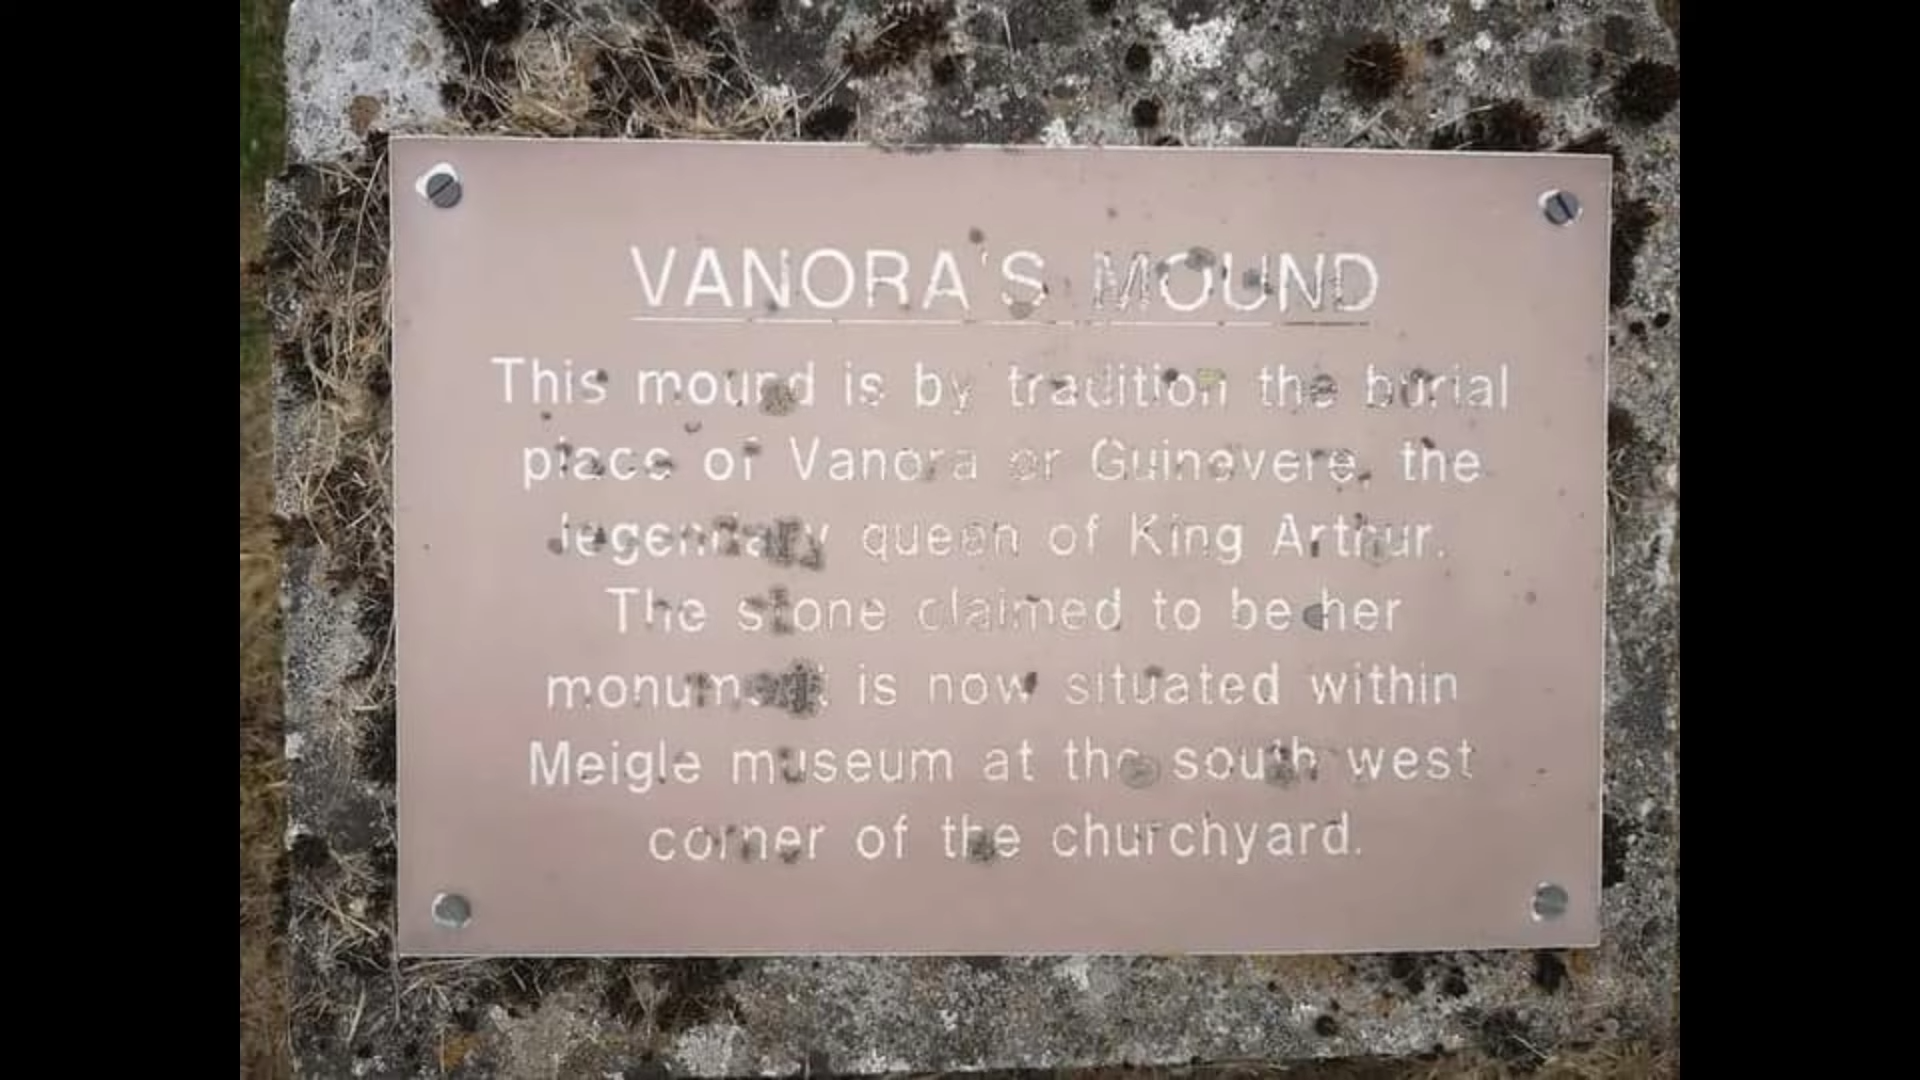 VANORA'S MOUND
This mound is by tradition the burial
place of Vanora or Guinevere, the
legendary queen of King Arthur.
The stone claimed to be her
monument is now situated within
Meigle museum at the south west
corner of the churchyard.